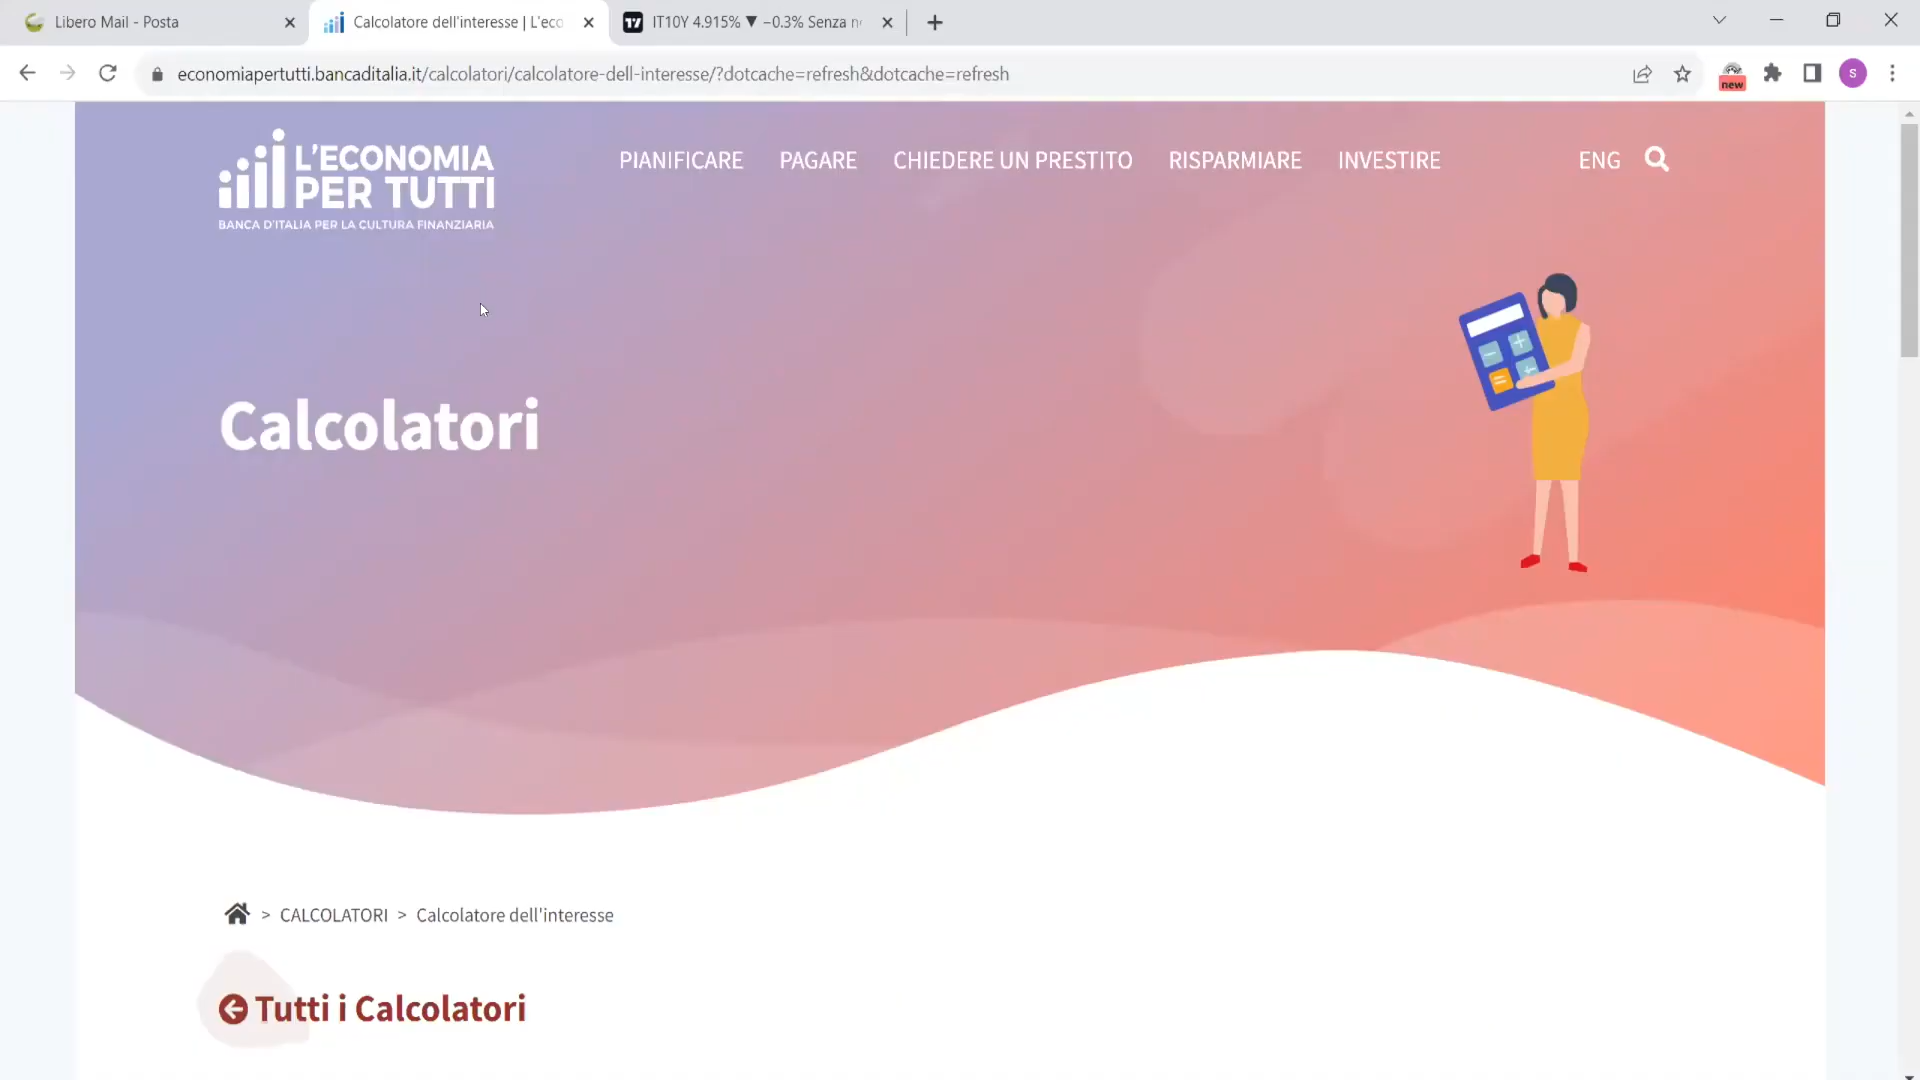 Libero Mail - Posta
Calcolatore dell'interesse | L'eco
IT10Y 4.915% ▼ −0.3% Senza n
economiapertutti.bancaditalia.it/calcolatori/calcolatore-dell-interesse/?dotcache=refresh&dotcache=refresh
new
S
L'ECONOMIA
PER TUTTI
BANCA D'ITALIA PER LA CULTURA FINANZIARIA
PIANIFICARE PAGARE CHIEDERE UN PRESTITO RISPARMIARE INVESTIRE ENG
Calcolatori
> CALCOLATORI > Calcolatore dell'interesse
Tutti i Calcolatori